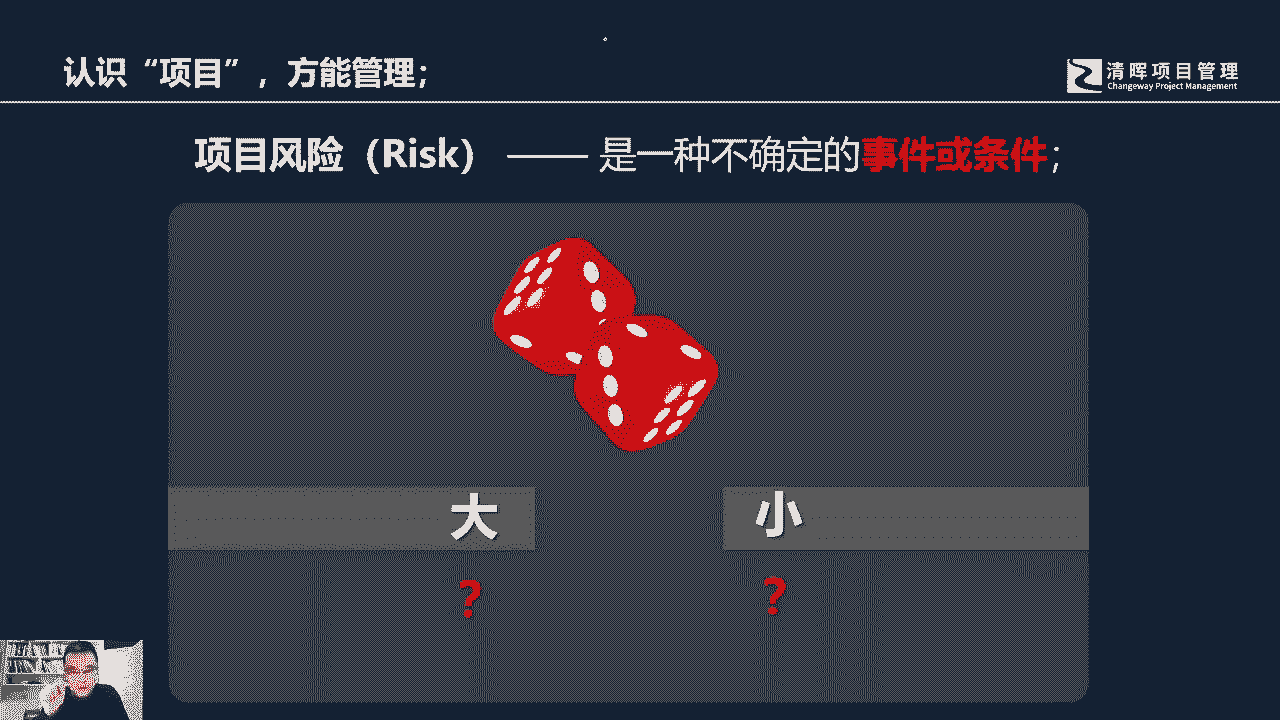 认识“项目”，方能管理；
清晖项目管理
Changeway Project Management
项目风险（Risk） —— 是一种不确定的事件或条件；
大 小
？ ？